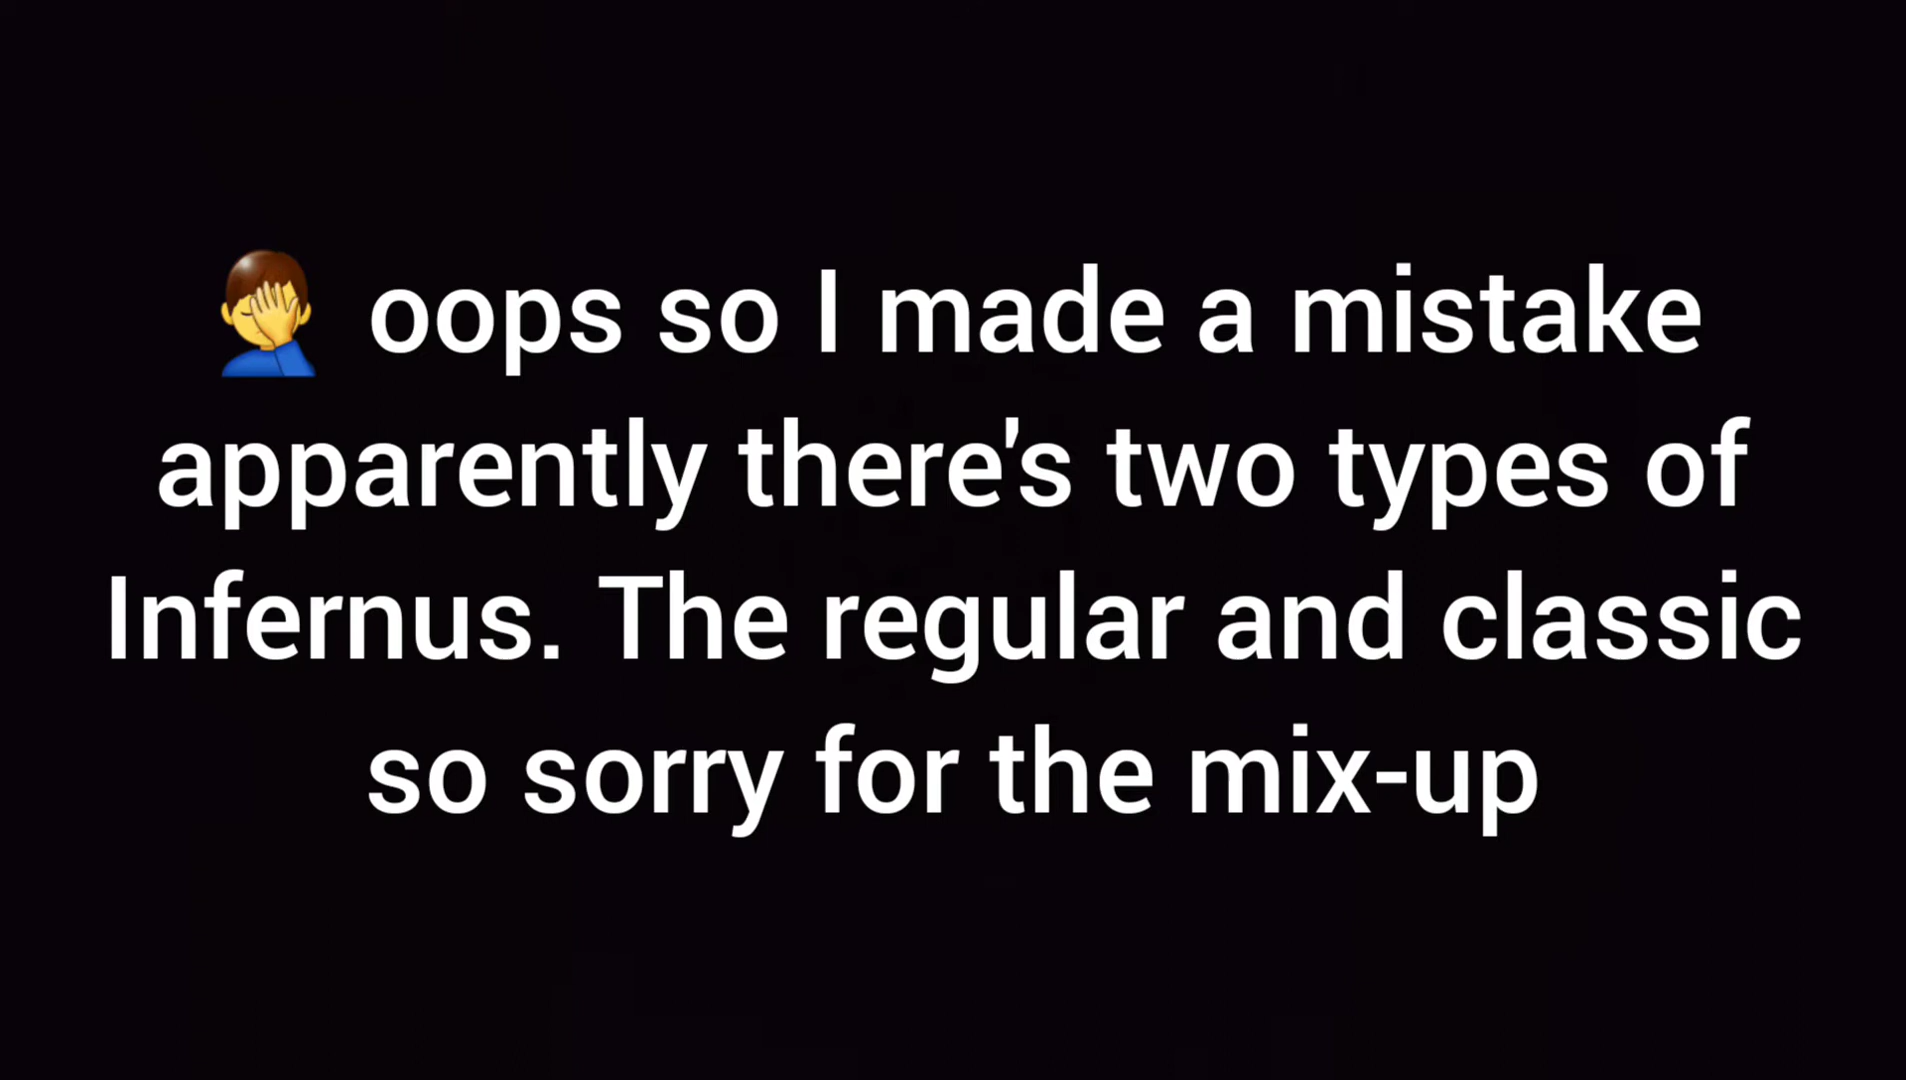 🤦‍♂️ oops so I made a mistake
apparently there's two types of
Infernus. The regular and classic
so sorry for the mix-up